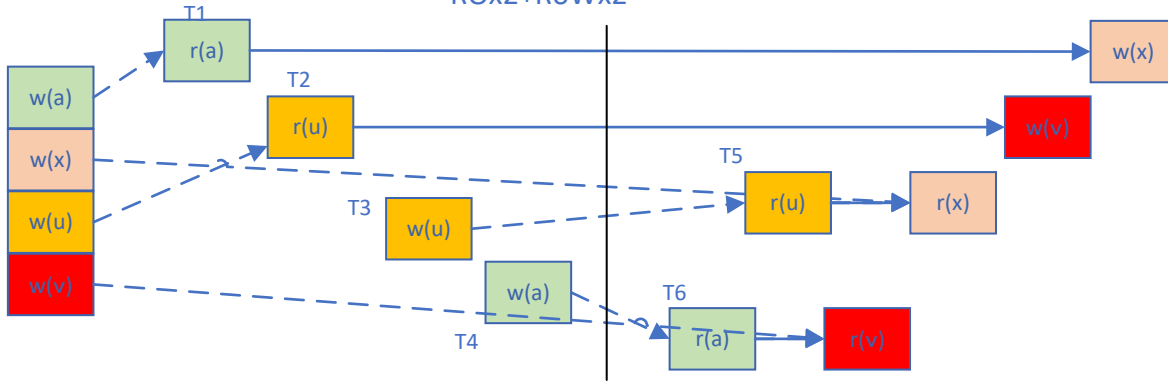 T1
r(a)
w(x)
w(a)
T2
r(u)
w(v)
w(x)
T5
r(u)
r(x)
w(u)
T3
w(u)
w(v)
w(a)
T6
T4
r(a)
r(v)